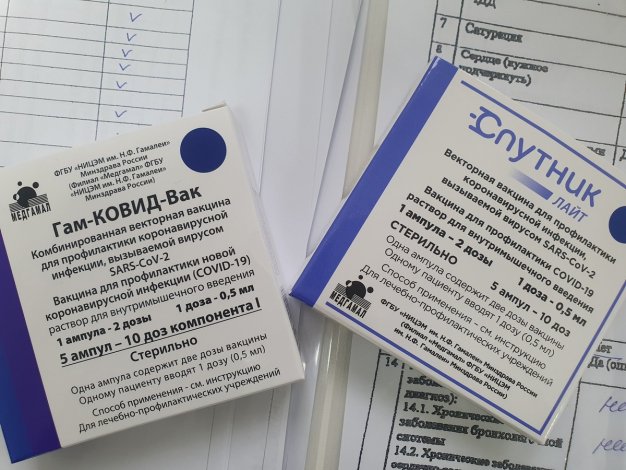 7 Сатурация
8 Сердце (нужное
подчеркнуть)
ФГБУ «НИЦЭМ им. Н.Ф. Гамалеи»
Минздрава России
(Филиал «Медгамал» ФГБУ
«НИЦЭМ им. Н.Ф. Гамалеи»
Минздрава России)
МЕДГАМАЛ
Гам-КОВИД-Вак
Комбинированная векторная вакцина
для профилактики коронавирусной
инфекции, вызываемой вирусом
SARS-CoV-2
Вакцина для профилактики новой
коронавирусной инфекции (COVID-19)
раствор для внутримышечного введения
1 ампула - 2 дозы 1 доза - 0,5 мл
5 ампул – 10 доз компонента I
Стерильно
Одна ампула содержит две дозы вакцины
Одному пациенту вводят 1 дозу (0,5 мл)
Способ применения - см. инструкцию
Для лечебно-профилактических учреждений
Спутник
ЛАЙТ
Векторная вакцина для профилактики
коронавирусной инфекции,
вызываемой вирусом SARS-CoV-2
Вакцина для профилактики COVID-19
раствор для внутримышечного введения
1 ампула - 2 дозы 1 доза - 0,5 мл
СТЕРИЛЬНО 5 ампул – 10 доз
Одна ампула содержит две дозы вакцины
Одному пациенту вводят 1 дозу (0,5 мл)
Способ применения - см. инструкцию
Для лечебно-профилактических учреждений
МЕДГАМАЛ
ФГБУ «НИЦЭМ им. Н.Ф. Гамалеи» Минздрава России
(Филиал «Медгамал» ФГБУ «НИЦЭМ
им. Н.Ф. Гамалеи» Минздрава России)
нет
Да
14
заболе
диагноз):
14.1. Хронически
заболевания бронхолегочной
системы
14.2. Хронические заболевания